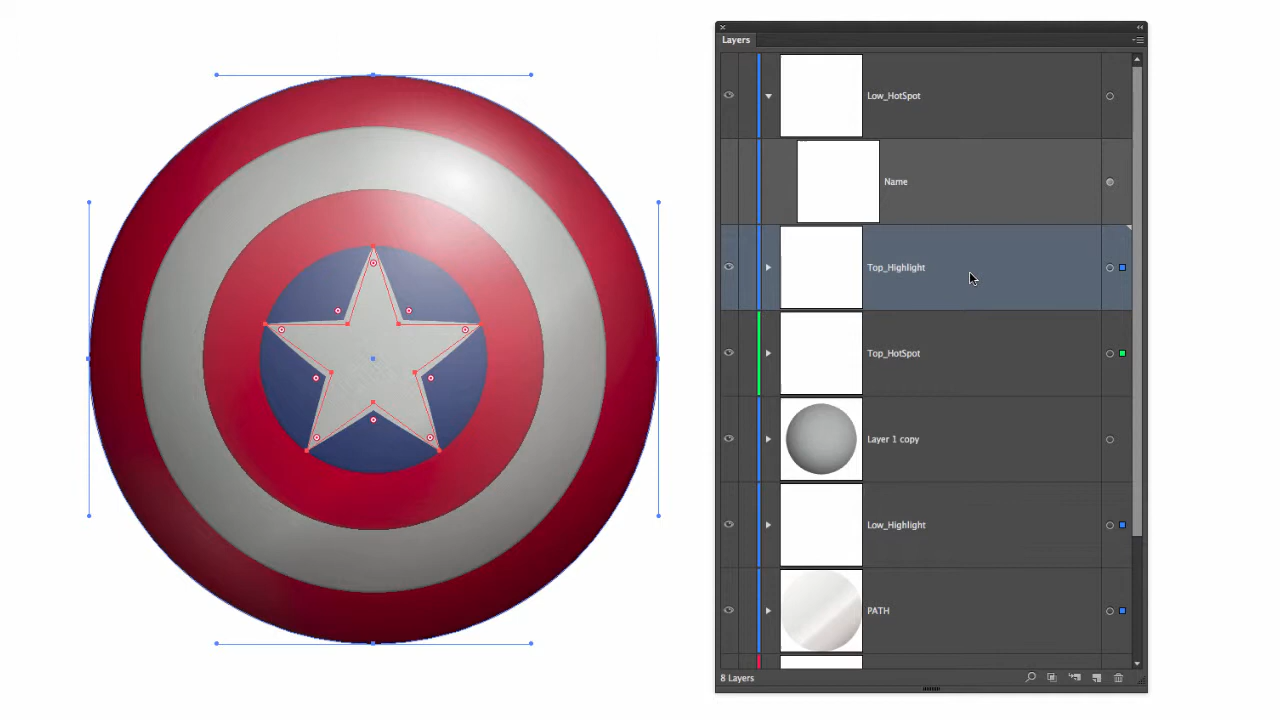 Layers
Low_HotSpot
Name
Top_Highlight
Top_HotSpot
Layer 1 copy
Low_Highlight
PATH
8 Layers